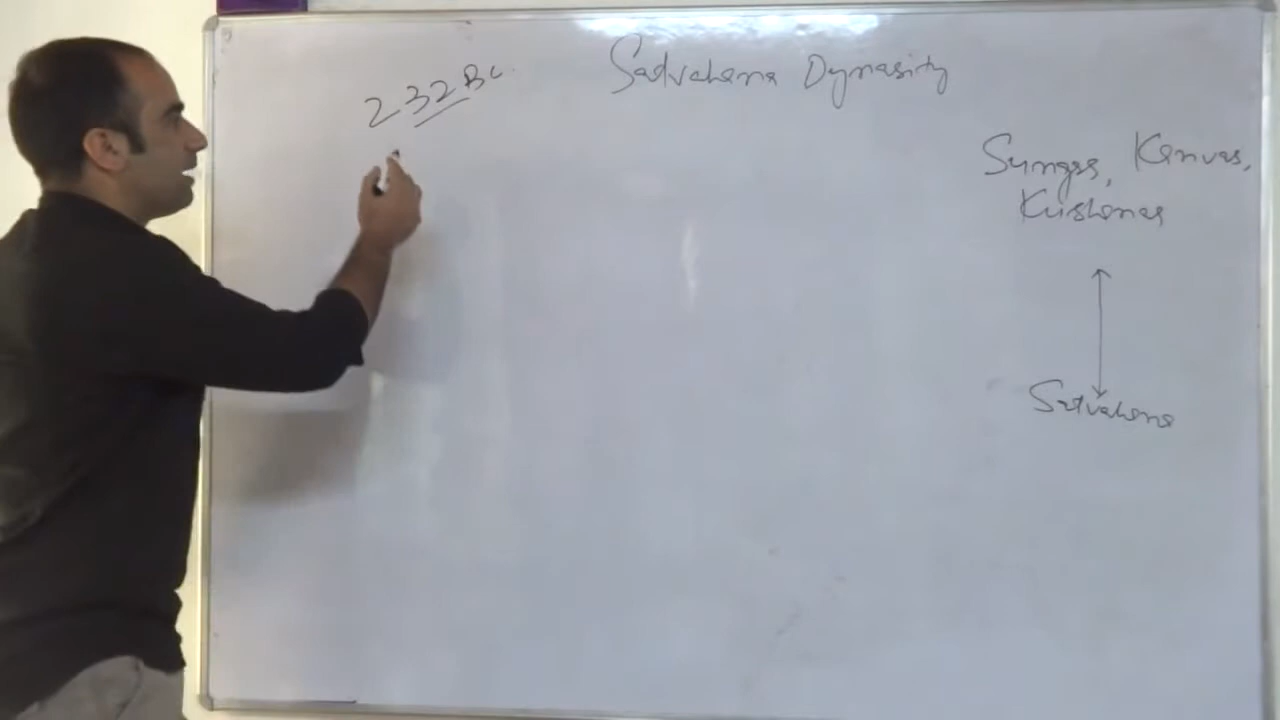 232 BC
Satvahana Dynasity
Sungas, Kanvas,
Kushanas
Satvahana